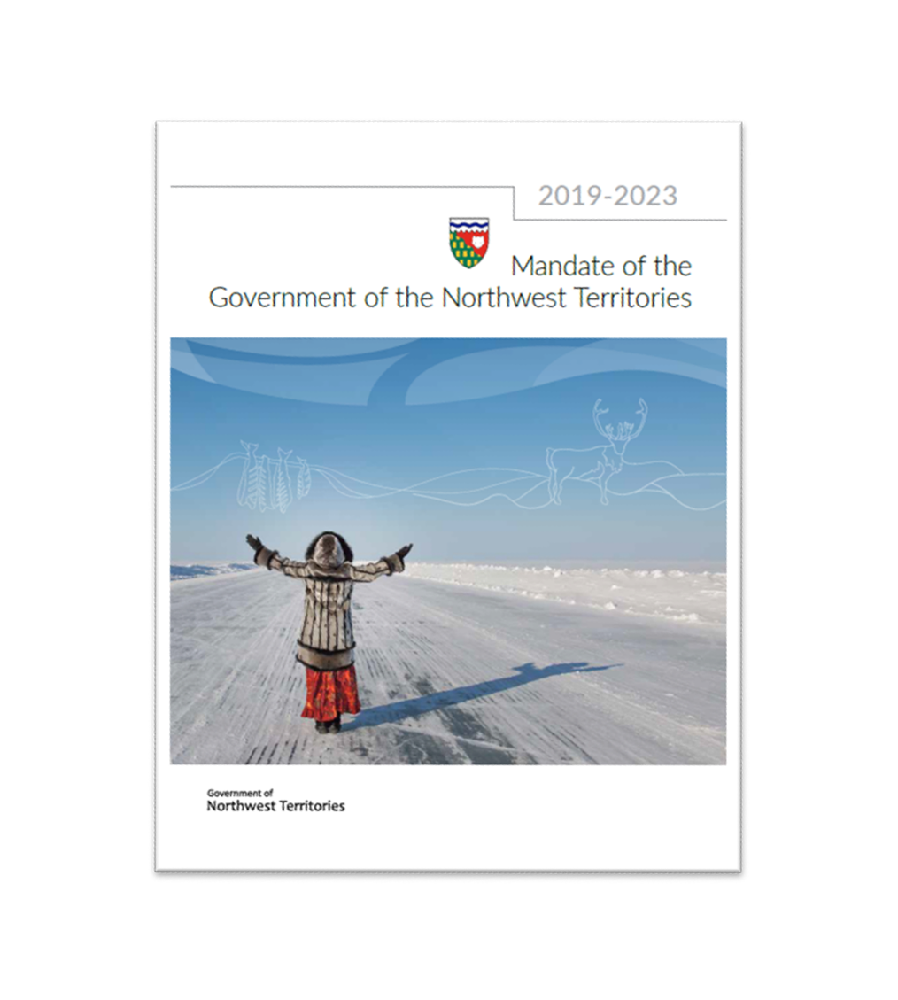 2019-2023
Mandate of the
Government of the Northwest Territories
Government of
Northwest Territories